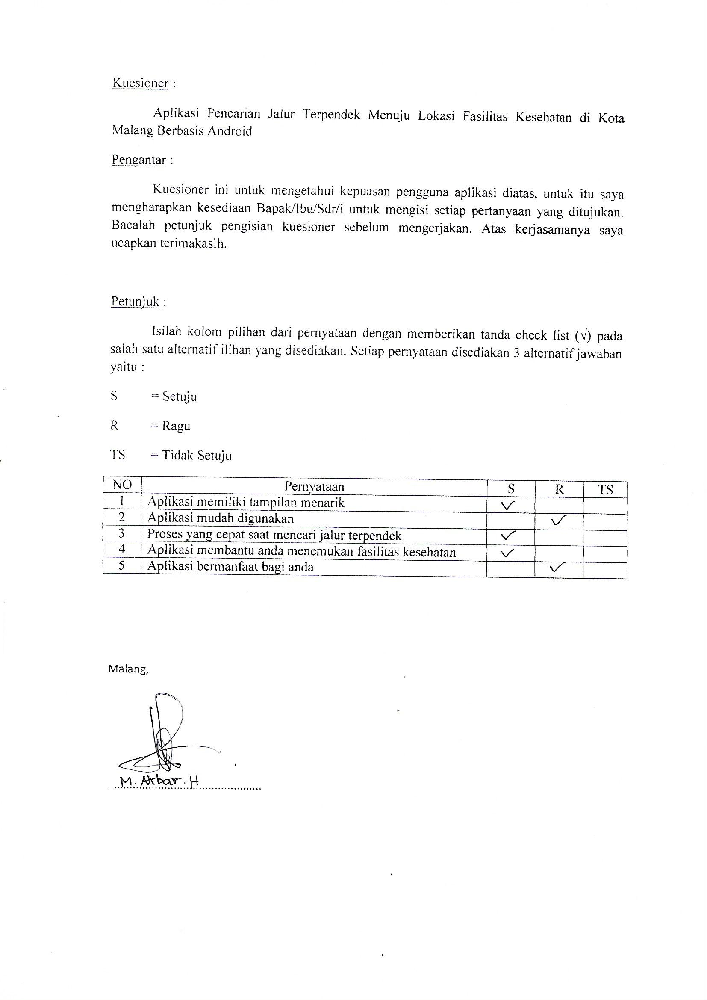 Kuesioner :
Aplikasi Pencarian Jalur Terpendek Menuju Lokasi Fasilitas Kesehatan di Kota
Malang Berbasis Android
Pengantar :
Kuesioner ini untuk mengetahui kepuasan pengguna aplikasi diatas, untuk itu saya
mengharapkan kesediaan Bapak/Ibu/Sdr/i untuk mengisi setiap pertanyaan yang ditujukan.
Bacalah petunjuk pengisian kuesioner sebelum mengerjakan. Atas kerjasamanya saya
ucapkan terimakasih.
Petunjuk :
Isilah kolom pilihan dari pernyataan dengan memberikan tanda check list (√) pada
salah satu alternatif ilihan yang disediakan. Setiap pernyataan disediakan 3 alternatif jawaban
yaitu :
S = Setuju
R = Ragu
TS = Tidak Setuju
NO Pernyataan S R TS
1 Aplikasi memiliki tampilan menarik ✓
2 Aplikasi mudah digunakan ✓
3 Proses yang cepat saat mencari jalur terpendek ✓
4 Aplikasi membantu anda menemukan fasilitas kesehatan ✓
5 Aplikasi bermanfaat bagi anda ✓
Malang,
M. Akbar. H